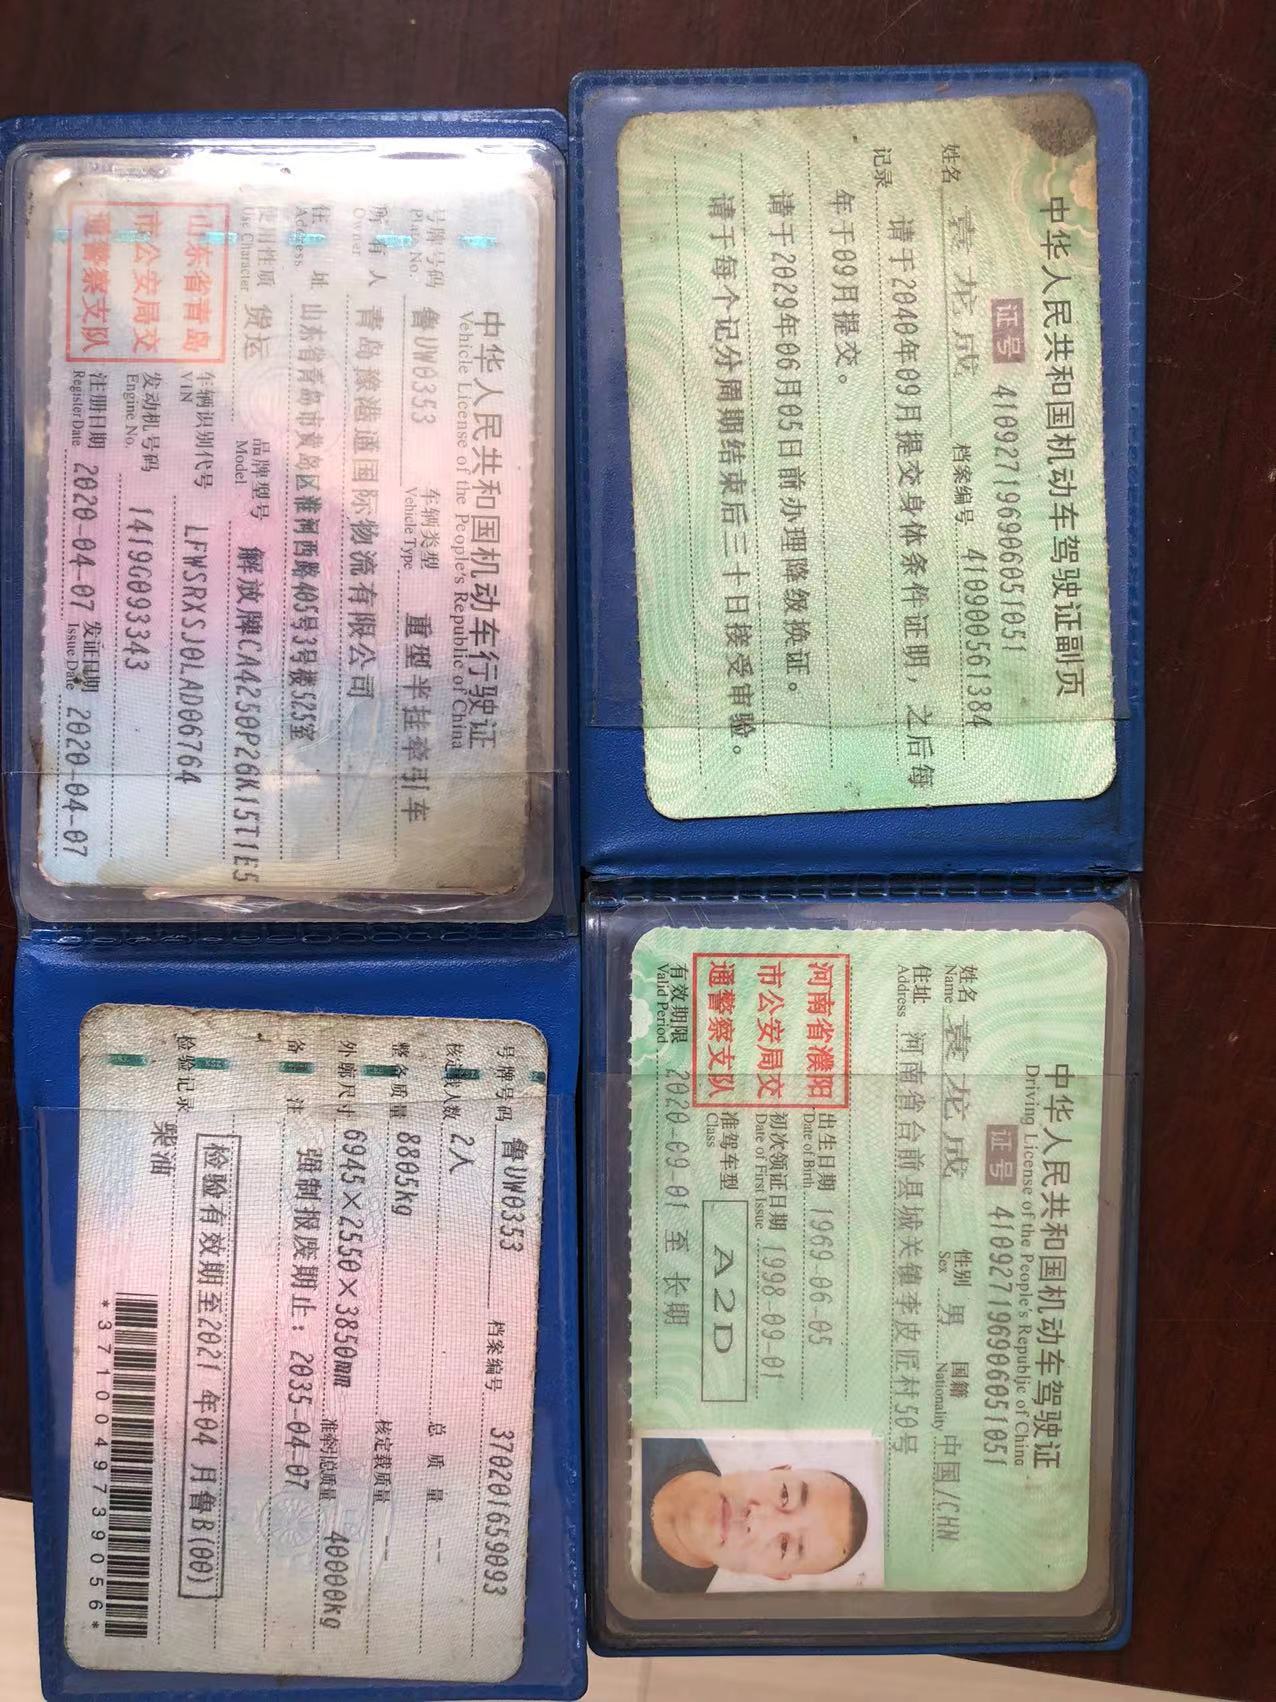 中华人民共和国机动车驾驶证副页
证号 410927196906051051
姓名 袁龙成 档案编号 410900561384
记录 请于2040年09月提交身体条件证明，之后每
年于09月提交。
请于2029年06月05日前办理降级换证。
请于每个记分周期结束后三十日接受审验。
中华人民共和国机动车驾驶证
Driving License of the People's Republic of China
证号 410927196906051051
姓名 袁龙成 性别 男 国籍 中国/CHN
Name Sex Nationality
住址 河南省台前县城关镇李皮匠村50号
Address
河南省濮阳
市公安局交
通警察支队
出生日期 1969-06-05
Date of Birth
初次领证日期 1998-09-01
Date of First Issue
准驾车型 A2D
Class
有效期限 2020-09-01 至 长期
Valid Period
中华人民共和国机动车行驶证
Vehicle License of the People's Republic of China
号牌号码 鲁UW0353 车辆类型 重型半挂牵引车
Plate No. Vehicle Type
所有人 青岛豫港通国际物流有限公司
Owner
住址 山东省青岛市黄岛区淮河西路405号3号楼525室
Address
使用性质 货运 品牌型号 解放牌CA4250P26K15T1E5
Use Character Model
山东省青岛
市公安局交
通警察支队
车辆识别代号 LFWSRXSJ0LAD06764
VIN
发动机号码 1419G093343
Engine No.
注册日期 2020-04-07 发证日期 2020-04-07
Register Date Issue Date
号牌号码 鲁UW0353 档案编号 370201659093
核定载人数 2人 总质量 --
整备质量 8805kg 核定载质量 --
外廓尺寸 6945×2550×3850mm 准牵引总质量 40000kg
备注 强制报废期止：2035-04-07
检验记录 检验有效期至2021年04月鲁B(00)
柴油
*3710049739056*